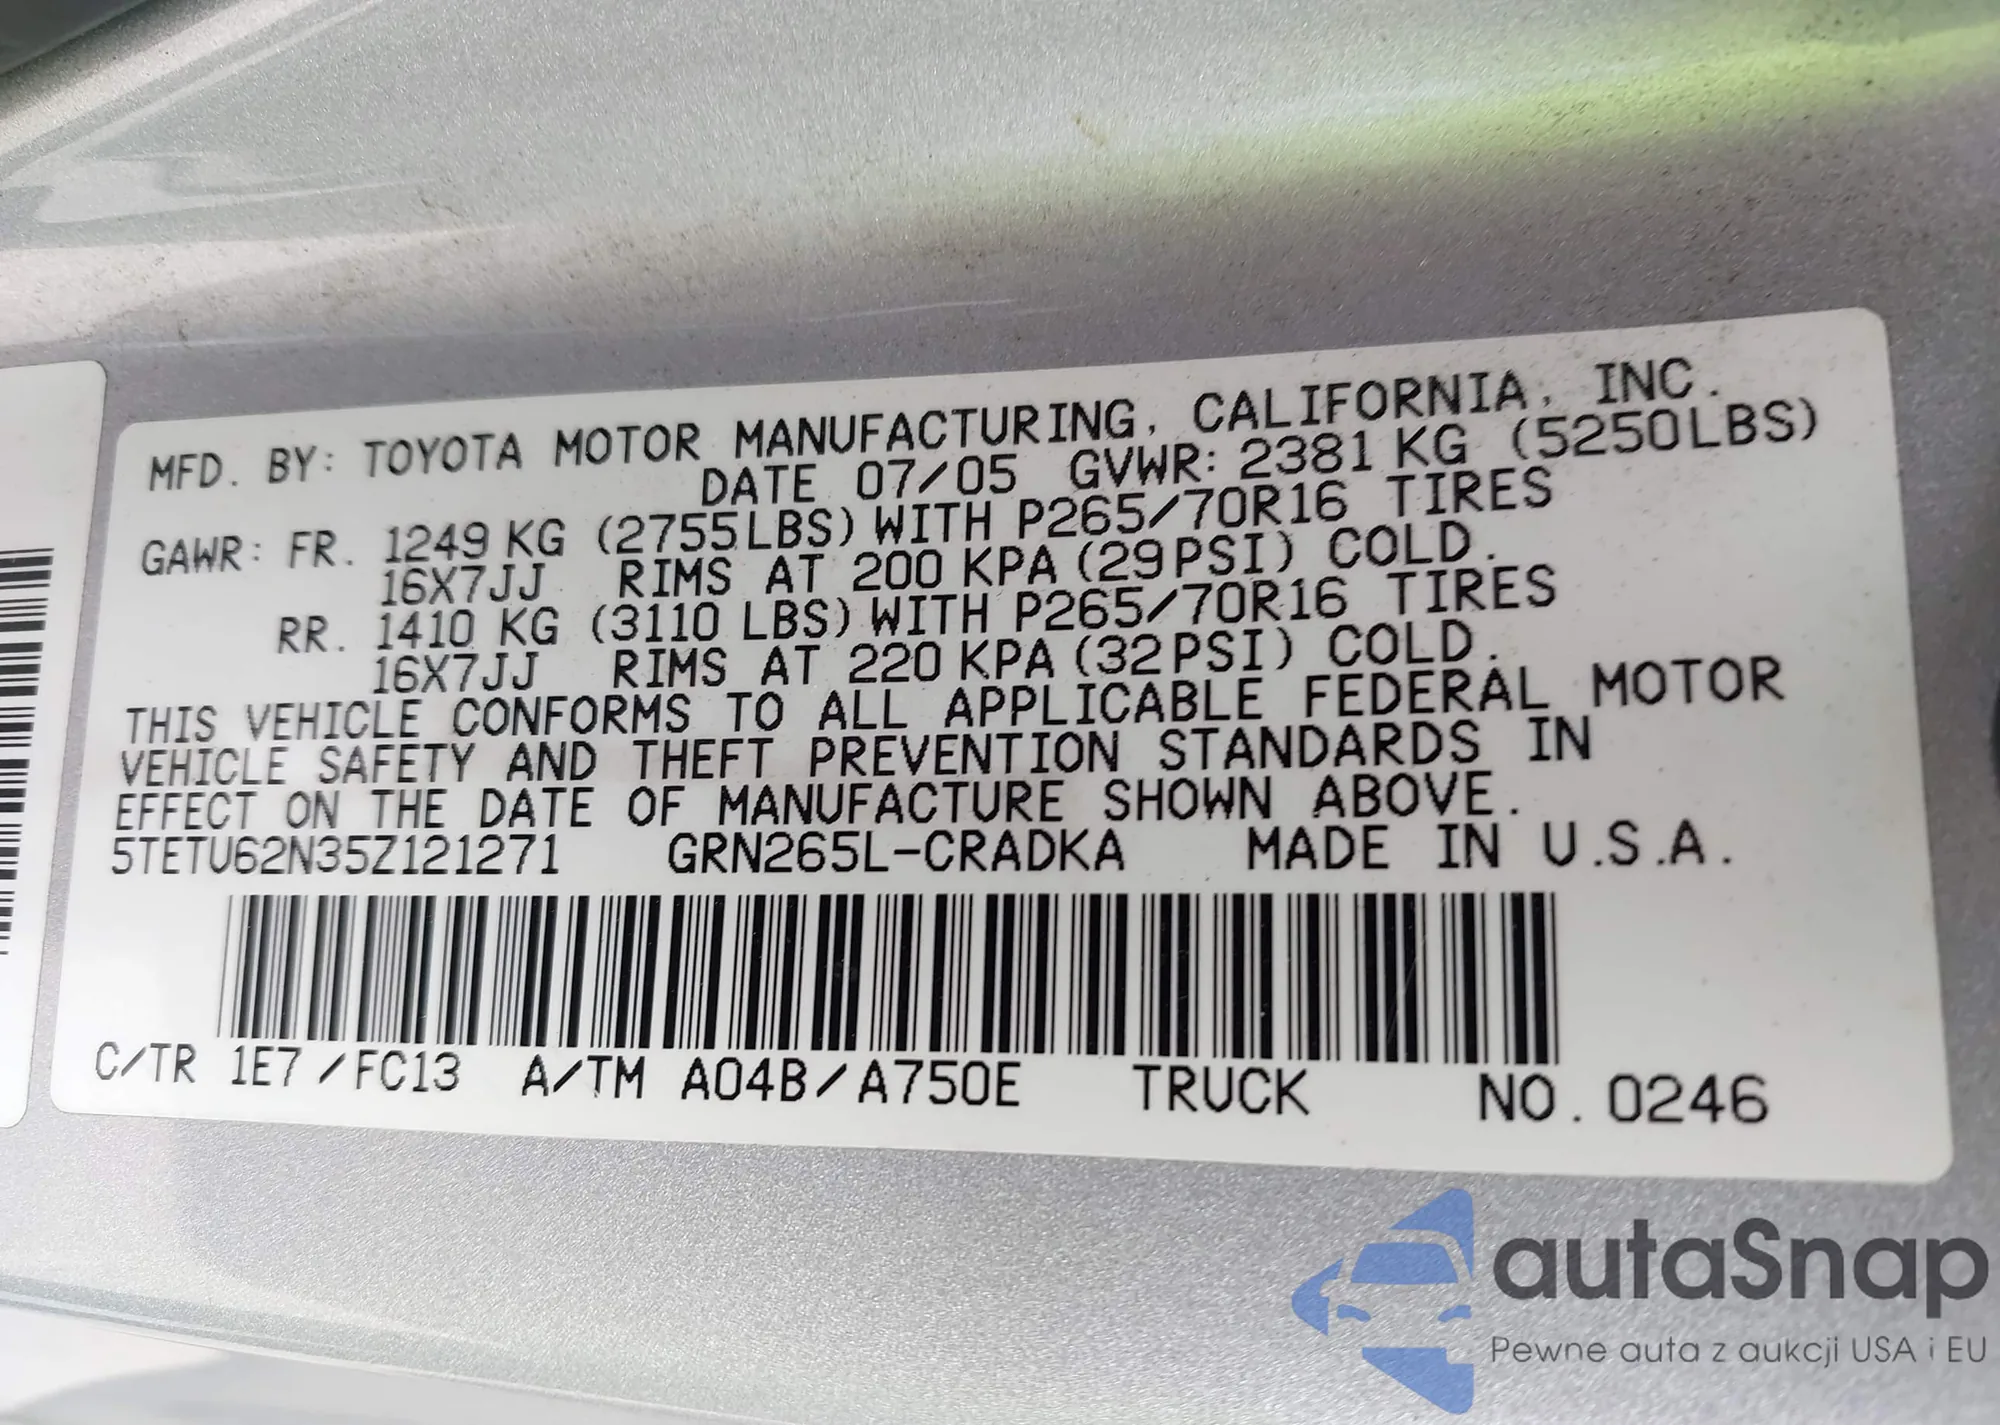 MFD. BY: TOYOTA MOTOR MANUFACTURING, CALIFORNIA, INC.
DATE 07/05 GVWR: 2381 KG (5250LBS)
GAWR: FR. 1249 KG (2755LBS) WITH P265/70R16 TIRES
16X7JJ RIMS AT 200 KPA (29PSI) COLD.
RR. 1410 KG (3110 LBS) WITH P265/70R16 TIRES
16X7JJ RIMS AT 220 KPA (32PSI) COLD.
THIS VEHICLE CONFORMS TO ALL APPLICABLE FEDERAL MOTOR
VEHICLE SAFETY AND THEFT PREVENTION STANDARDS IN
EFFECT ON THE DATE OF MANUFACTURE SHOWN ABOVE.
5TETU62N35Z121271 GRN265L-CRADKA MADE IN U.S.A.
C/TR 1E7 /FC13 A/TM A04B/A750E TRUCK NO. 0246
autaSnap
Pewne auta z aukcji USA i EU